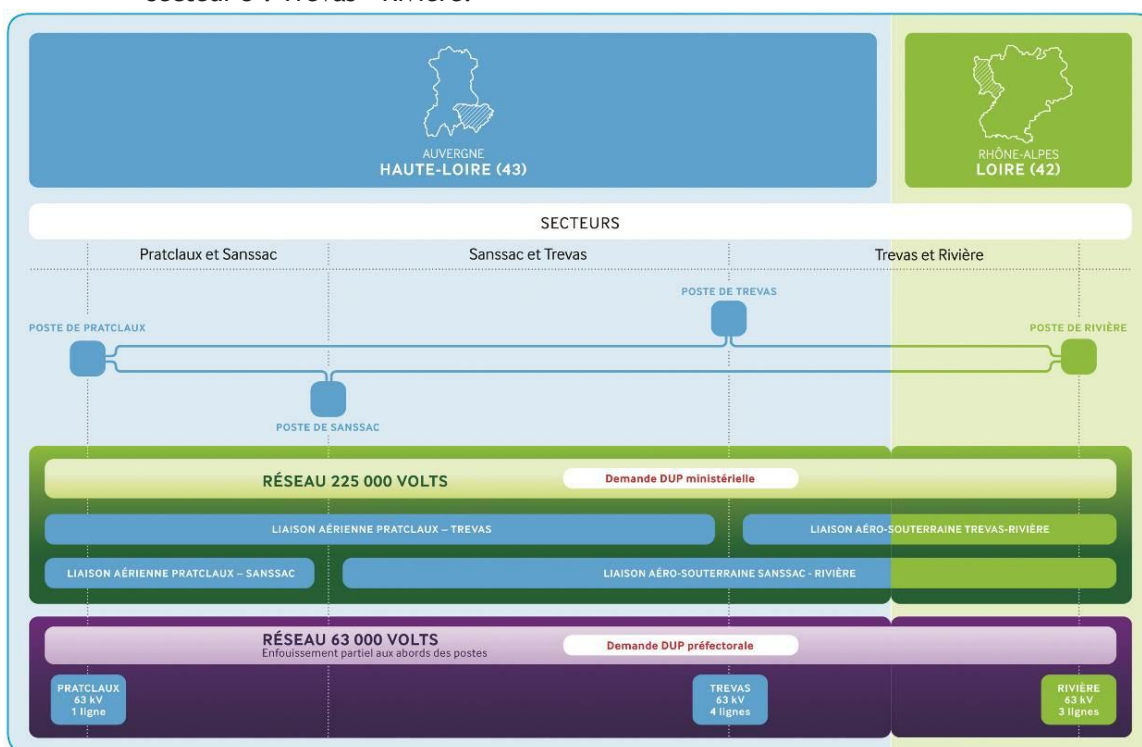 secteur 3 : Trevas - Rivière.
AUVERGNE
HAUTE-LOIRE (43)
RHÔNE-ALPES
LOIRE (42)
SECTEURS
Pratclaux et Sanssac
Sanssac et Trevas
Trevas et Rivière
POSTE DE TREVAS
POSTE DE PRATCLAUX
POSTE DE RIVIÈRE
POSTE DE SANSSAC
RÉSEAU 225 000 VOLTS
Demande DUP ministérielle
LIAISON AÉRIENNE PRATCLAUX – TREVAS
LIAISON AÉRO-SOUTERRAINE TREVAS-RIVIÈRE
LIAISON AÉRIENNE PRATCLAUX – SANSSAC
LIAISON AÉRO-SOUTERRAINE SANSSAC - RIVIÈRE
RÉSEAU 63 000 VOLTS
Enfouissement partiel aux abords des postes
Demande DUP préfectorale
PRATCLAUX
63 kV
1 ligne
TREVAS
63 kV
4 lignes
RIVIÈRE
63 kV
3 lignes